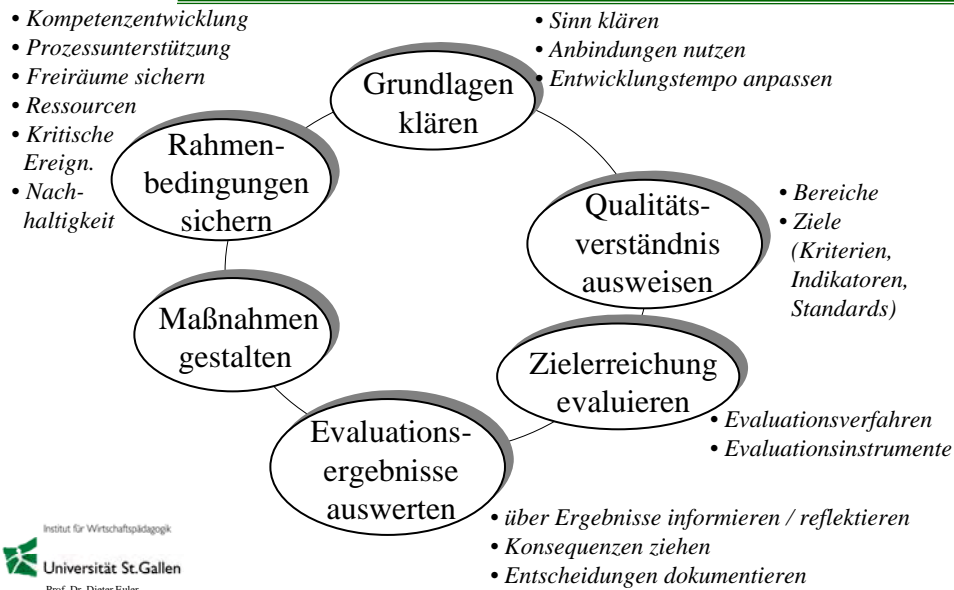 • Kompetenzentwicklung
• Prozessunterstützung
• Freiräume sichern
• Ressourcen
• Kritische
Ereign.
• Nach-
haltigkeit
• Sinn klären
• Anbindungen nutzen
• Entwicklungstempo anpassen
Grundlagen
klären
Rahmen-
bedingungen
sichern
Qualitäts-
verständnis
ausweisen
• Bereiche
• Ziele
(Kriterien,
Indikatoren,
Standards)
Maßnahmen
gestalten
Zielerreichung
evaluieren
• Evaluationsverfahren
• Evaluationsinstrumente
Evaluations-
ergebnisse
auswerten
• über Ergebnisse informieren / reflektieren
• Konsequenzen ziehen
• Entscheidungen dokumentieren
Institut für Wirtschaftspädagogik
Universität St.Gallen
Prof. Dr. Dieter Euler